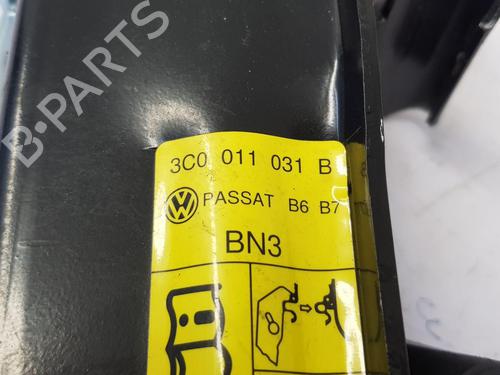 B-PARTS
3C0 011 031 B
PASSAT B6 B7
BN3